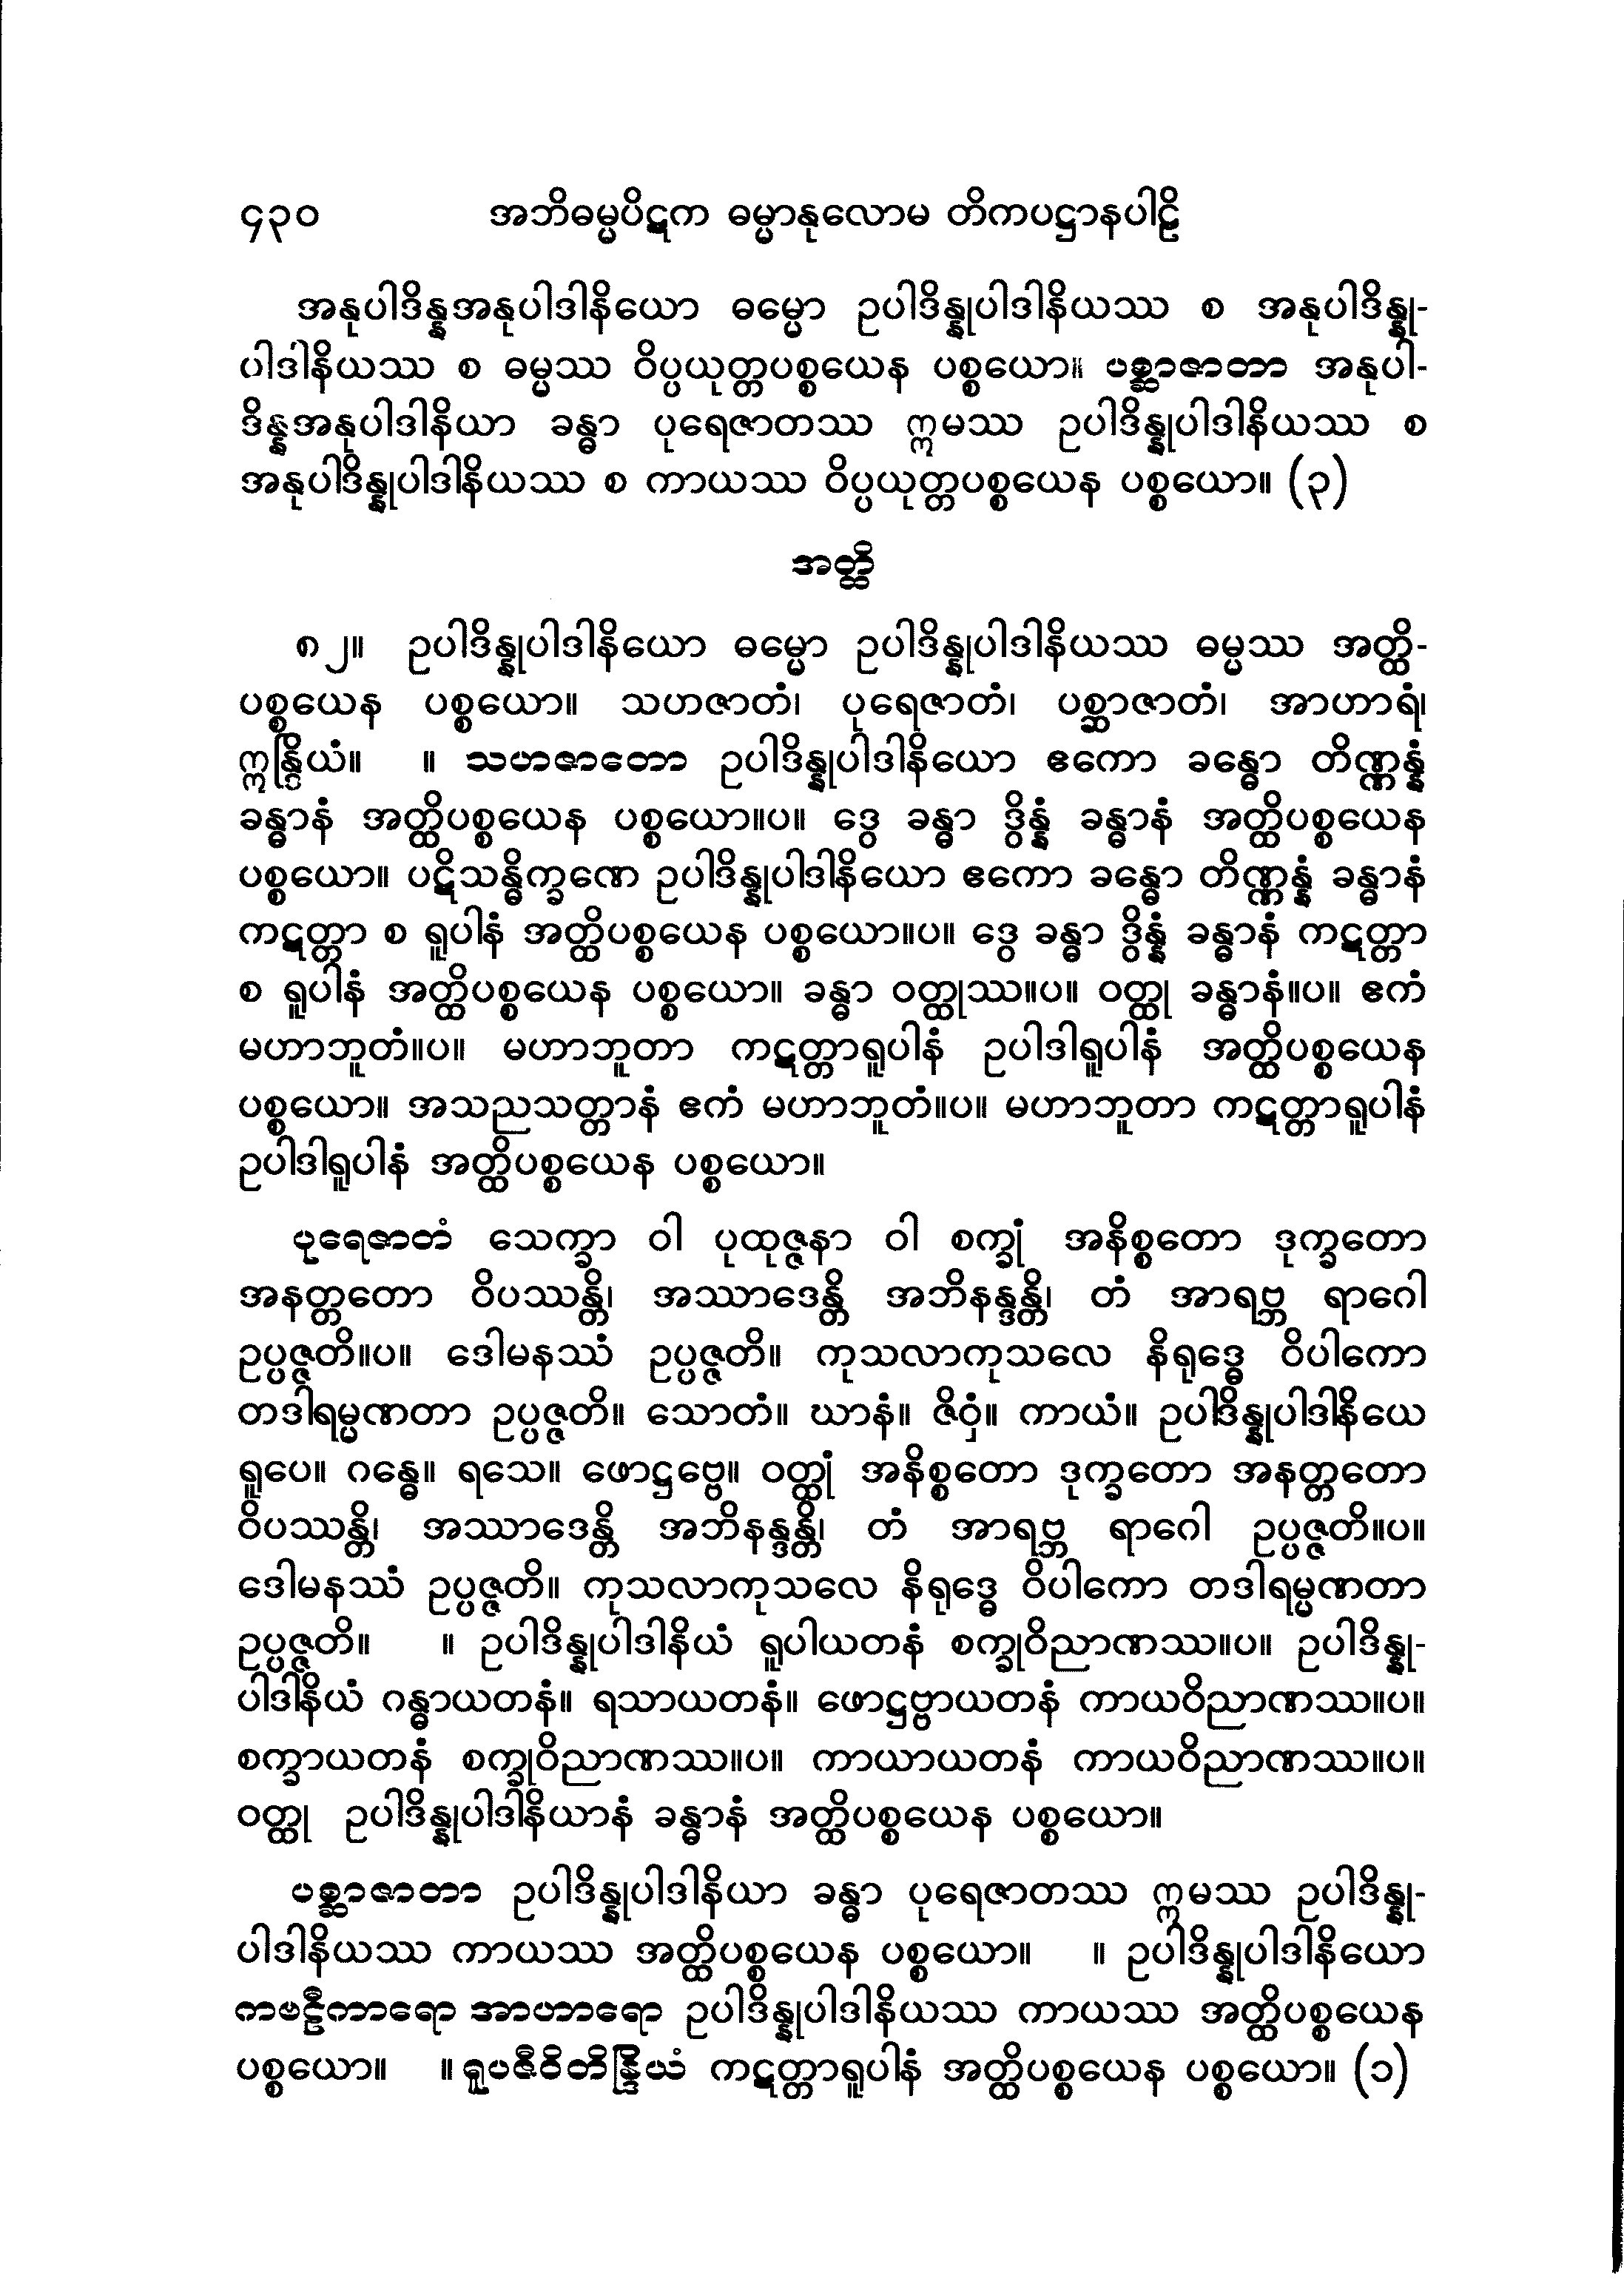 ၄၃၀ အဘိဓမ္မပိဋက ဓမ္မာနုလောမ တိကပဋ္ဌာနပါဠိ
အနုပါဒိန္နအနုပါဒါနိယော ဓမ္မော ဥပါဒိန္နုပါဒါနိယဿ စ အနုပါဒိန္နု-
ပါဒါနိယဿ စ ဓမ္မဿ ဝိပ္ပယုတ္တပစ္စယေန ပစ္စယော။ ပစ္ဆာဇာတာ အနုပါ-
ဒိန္နအနုပါဒါနိယာ ခန္ဓာ ပုရေဇာတဿ ဣမဿ ဥပါဒိန္နုပါဒါနိယဿ စ
အနုပါဒိန္နုပါဒါနိယဿ စ ကာယဿ ဝိပ္ပယုတ္တပစ္စယေန ပစ္စယော။ (၃)
အတ္ထိ
၈၂။ ဥပါဒိန္နုပါဒါနိယော ဓမ္မော ဥပါဒိန္နုပါဒါနိယဿ ဓမ္မဿ အတ္ထိ-
ပစ္စယေန ပစ္စယော။ သဟဇာတံ၊ ပုရေဇာတံ၊ ပစ္ဆာဇာတံ၊ အာဟာရံ၊
ဣန္ဒြိယံ။ ။ သဟဇာတော ဥပါဒိန္နုပါဒါနိယော ဧကော ခန္ဓော တိဏ္ဏန္နံ
ခန္ဓာနံ အတ္ထိပစ္စယေန ပစ္စယော။ပ။ ဒွေ ခန္ဓာ ဒွိန္နံ ခန္ဓာနံ အတ္ထိပစ္စယေန
ပစ္စယော။ ပဋိသန္ဓိက္ခဏေ ဥပါဒိန္နုပါဒါနိယော ဧကော ခန္ဓော တိဏ္ဏန္နံ ခန္ဓာနံ
ကဋတ္တာ စ ရူပါနံ အတ္ထိပစ္စယေန ပစ္စယော။ပ။ ဒွေ ခန္ဓာ ဒွိန္နံ ခန္ဓာနံ ကဋတ္တာ
စ ရူပါနံ အတ္ထိပစ္စယေန ပစ္စယော။ ခန္ဓာ ဝတ္ထုဿ။ပ။ ဝတ္ထု ခန္ဓာနံ။ပ။ ဧကံ
မဟာဘူတံ။ပ။ မဟာဘူတာ ကဋတ္တာရူပါနံ ဥပါဒါရူပါနံ အတ္ထိပစ္စယေန
ပစ္စယော။ အသညသတ္တာနံ ဧကံ မဟာဘူတံ။ပ။ မဟာဘူတာ ကဋတ္တာရူပါနံ
ဥပါဒါရူပါနံ အတ္ထိပစ္စယေန ပစ္စယော။
ပုရေဇာတံ သေက္ခာ ဝါ ပုထုဇ္ဇနာ ဝါ စက္ခုံ အနိစ္စတော ဒုက္ခတော
အနတ္တတော ဝိပဿန္တိ၊ အဿာဒေန္တိ အဘိနန္ဒန္တိ၊ တံ အာရဗ္ဘ ရာဂေါ
ဥပ္ပဇ္ဇတိ။ပ။ ဒေါမနဿံ ဥပ္ပဇ္ဇတိ။ ကုသလာကုသလေ နိရုဒ္ဓေ ဝိပါကော
တဒါရမ္မဏတာ ဥပ္ပဇ္ဇတိ။ သောတံ။ ဃာနံ။ ဇိဝှံ။ ကာယံ။ ဥပါဒိန္နုပါဒါနိယေ
ရူပေ။ ဂန္ဓေ။ ရသေ။ ဖောဋ္ဌဗ္ဗေ။ ဝတ္ထုံ အနိစ္စတော ဒုက္ခတော အနတ္တတော
ဝိပဿန္တိ၊ အဿာဒေန္တိ အဘိနန္ဒန္တိ၊ တံ အာရဗ္ဘ ရာဂေါ ဥပ္ပဇ္ဇတိ။ပ။
ဒေါမနဿံ ဥပ္ပဇ္ဇတိ။ ကုသလာကုသလေ နိရုဒ္ဓေ ဝိပါကော တဒါရမ္မဏတာ
ဥပ္ပဇ္ဇတိ။ ။ ဥပါဒိန္နုပါဒါနိယံ ရူပါယတနံ စက္ခုဝိညာဏဿ။ပ။ ဥပါဒိန္နု-
ပါဒါနိယံ ဂန္ဓာယတနံ။ ရသာယတနံ။ ဖောဋ္ဌဗ္ဗာယတနံ ကာယဝိညာဏဿ။ပ။
စက္ခာယတနံ စက္ခုဝိညာဏဿ။ပ။ ကာယာယတနံ ကာယဝိညာဏဿ။ပ။
ဝတ္ထု ဥပါဒိန္နုပါဒါနိယာနံ ခန္ဓာနံ အတ္ထိပစ္စယေန ပစ္စယော။
ပစ္ဆာဇာတာ ဥပါဒိန္နုပါဒါနိယာ ခန္ဓာ ပုရေဇာတဿ ဣမဿ ဥပါဒိန္နု-
ပါဒါနိယဿ ကာယဿ အတ္ထိပစ္စယေန ပစ္စယော။ ။ ဥပါဒိန္နုပါဒါနိယော
ကဗဠီကာရော အာဟာရော ဥပါဒိန္နုပါဒါနိယဿ ကာယဿ အတ္ထိပစ္စယေန
ပစ္စယော။ ။ ရူပဇီဝိတိန္ဒြိယံ ကဋတ္တာရူပါနံ အတ္ထိပစ္စယေန ပစ္စယော။ (၁)